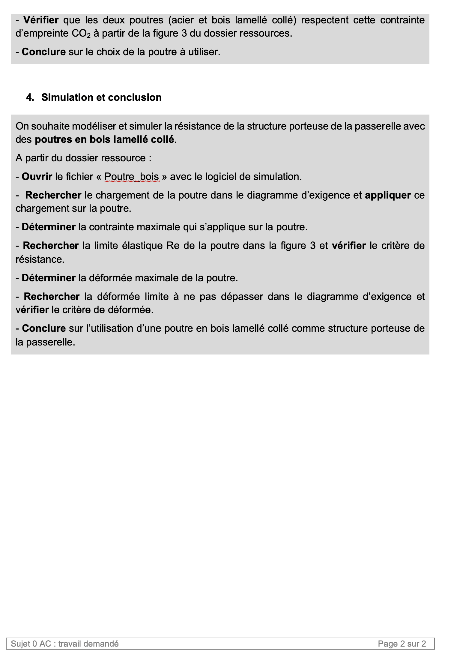 - Vérifier que les deux poutres (acier et bois lamellé collé) respectent cette contrainte
d'empreinte CO₂ à partir de la figure 3 du dossier ressources.
- Conclure sur le choix de la poutre à utiliser.
4. Simulation et conclusion
On souhaite modéliser et simuler la résistance de la structure porteuse de la passerelle avec
des poutres en bois lamellé collé.
A partir du dossier ressource :
- Ouvrir le fichier « Poutre_bois » avec le logiciel de simulation.
- Rechercher le chargement de la poutre dans le diagramme d'exigence et appliquer ce
chargement sur la poutre.
- Déterminer la contrainte maximale qui s'applique sur la poutre.
- Rechercher la limite élastique Re de la poutre dans la figure 3 et vérifier le critère de
résistance.
- Déterminer la déformée maximale de la poutre.
- Rechercher la déformée limite à ne pas dépasser dans le diagramme d'exigence et
vérifier le critère de déformée.
- Conclure sur l'utilisation d'une poutre en bois lamellé collé comme structure porteuse de
la passerelle.
Sujet 0 AC : travail demandé Page 2 sur 2